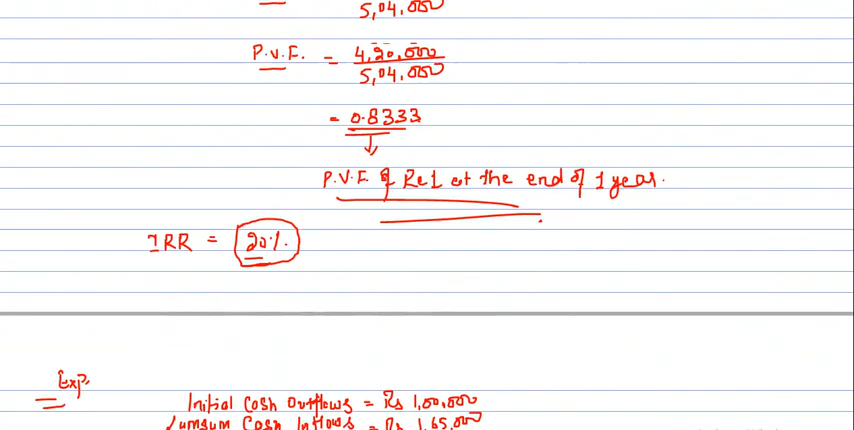 5,04,000
P.V.F. = 4,20,000
5,04,000
= 0.8333
P.V.F. of Re 1 at the end of 1 year.
IRR = 20%.
Exp.
Initial Cash Outflows = Rs 1,00,000
Lumsum Cash Inflows = Rs 1,65,000